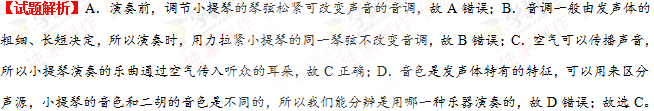 【试题解析】A．演奏前，调节小提琴的琴弦松紧可改变声音的音调，故 A 错误；B．音调一般由发声体的
粗细、长短决定，所以演奏时，用力拉紧小提琴的同一琴弦不改变音调，故 B 错误；C．空气可以传播声音，
所以小提琴演奏的乐曲通过空气传入听众的耳朵，故 C 正确；D．音色是发声体特有的特征，可以用来区分
声源，小提琴的音色和二胡的音色是不同的，所以我们能分辨是用哪一种乐器演奏的，故 D 错误；故选 C。